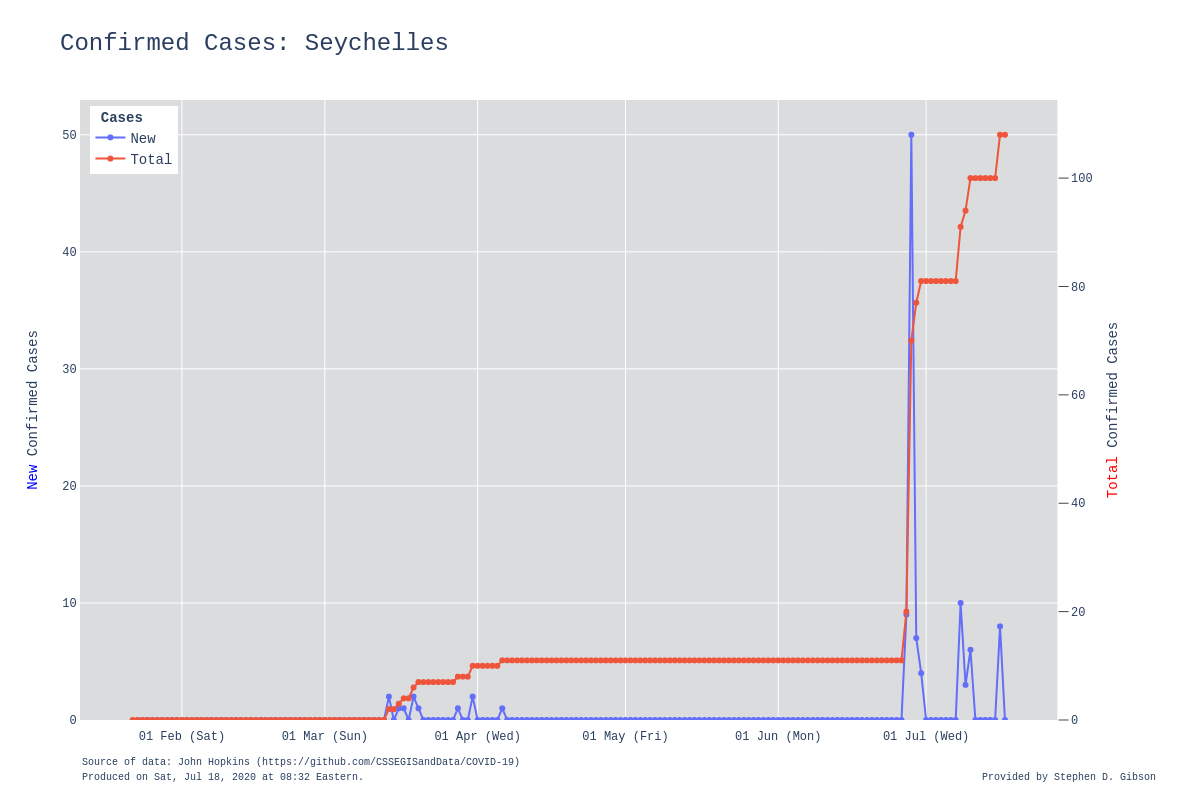 Confirmed Cases: Seychelles
Cases
New
Total
50
40
30
20
10
0
100
80
60
40
20
0
New Confirmed Cases
Total Confirmed Cases
01 Feb (Sat)
01 Mar (Sun)
01 Apr (Wed)
01 May (Fri)
01 Jun (Mon)
01 Jul (Wed)
Source of data: John Hopkins (https://github.com/CSSEGISandData/COVID-19)
Produced on Sat, Jul 18, 2020 at 08:32 Eastern.
Provided by Stephen D. Gibson